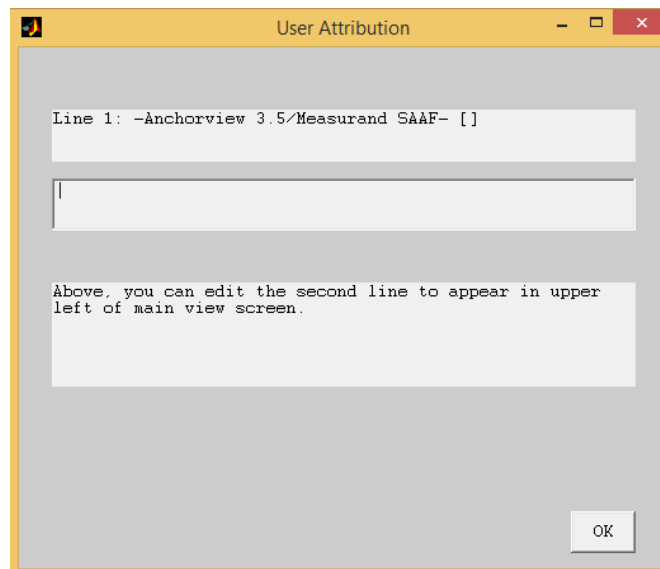 User Attribution
Line 1: -Anchorview 3.5/Measurand SAAF- []
Above, you can edit the second line to appear in upper
left of main view screen.
OK